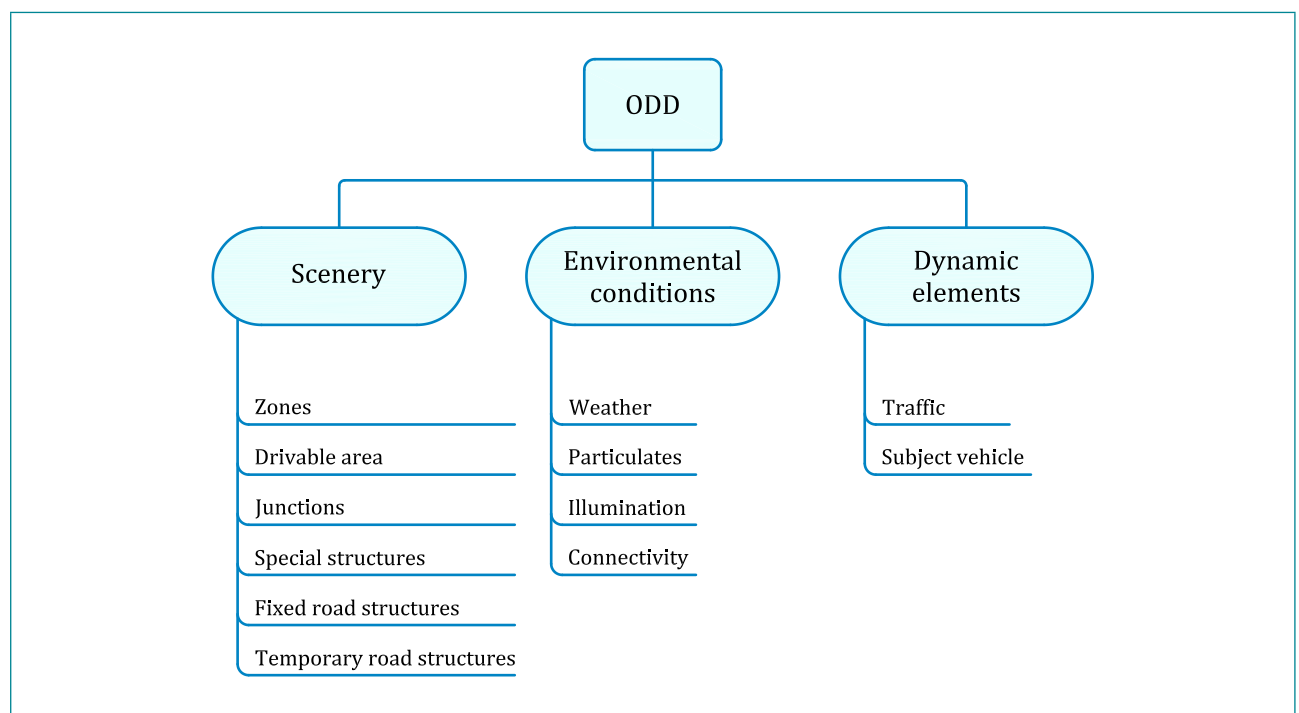 ODD
Scenery
Environmental
conditions
Dynamic
elements
Zones
Drivable area
Junctions
Special structures
Fixed road structures
Temporary road structures
Weather
Particulates
Illumination
Connectivity
Traffic
Subject vehicle